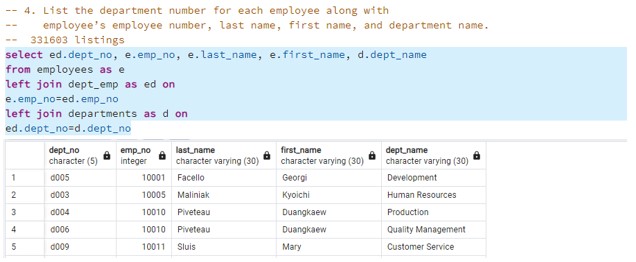 -- 4. List the department number for each employee along with
--    employee’s employee number, last name, first name, and department name.
--  331603 listings
select ed.dept_no, e.emp_no, e.last_name, e.first_name, d.dept_name
from employees as e
left join dept_emp as ed on
e.emp_no=ed.emp_no
left join departments as d on
ed.dept_no=d.dept_no
dept_no emp_no last_name first_name dept_name
character (5) integer character varying (30) character varying (30) character varying (30)
1 d005 10001 Facello Georgi Development
2 d003 10005 Maliniak Kyoichi Human Resources
3 d004 10010 Piveteau Duangkaew Production
4 d006 10010 Piveteau Duangkaew Quality Management
5 d009 10011 Sluis Mary Customer Service